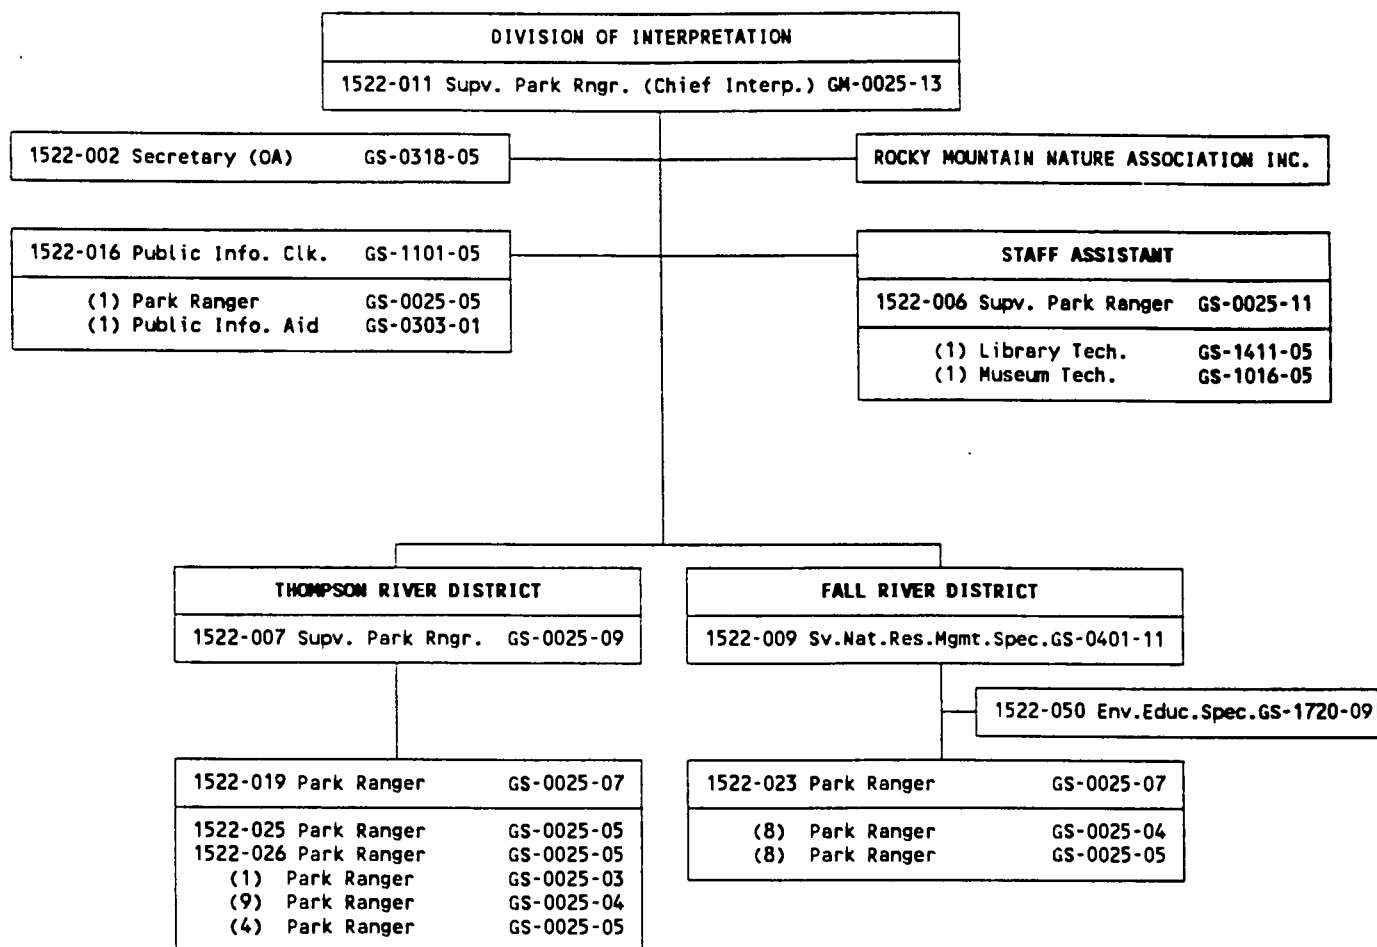 DIVISION OF INTERPRETATION
1522-011 Supv. Park Rngr. (Chief Interp.) GM-0025-13
1522-002 Secretary (OA) GS-0318-05
ROCKY MOUNTAIN NATURE ASSOCIATION INC.
1522-016 Public Info. Clk. GS-1101-05
(1) Park Ranger GS-0025-05
(1) Public Info. Aid GS-0303-01
STAFF ASSISTANT
1522-006 Supv. Park Ranger GS-0025-11
(1) Library Tech. GS-1411-05
(1) Museum Tech. GS-1016-05
THOMPSON RIVER DISTRICT
1522-007 Supv. Park Rngr. GS-0025-09
FALL RIVER DISTRICT
1522-009 Sv.Nat.Res.Mgmt.Spec.GS-0401-11
1522-050 Env.Educ.Spec.GS-1720-09
1522-019 Park Ranger GS-0025-07
1522-025 Park Ranger GS-0025-05
1522-026 Park Ranger GS-0025-05
(1) Park Ranger GS-0025-03
(9) Park Ranger GS-0025-04
(4) Park Ranger GS-0025-05
1522-023 Park Ranger GS-0025-07
(8) Park Ranger GS-0025-04
(8) Park Ranger GS-0025-05